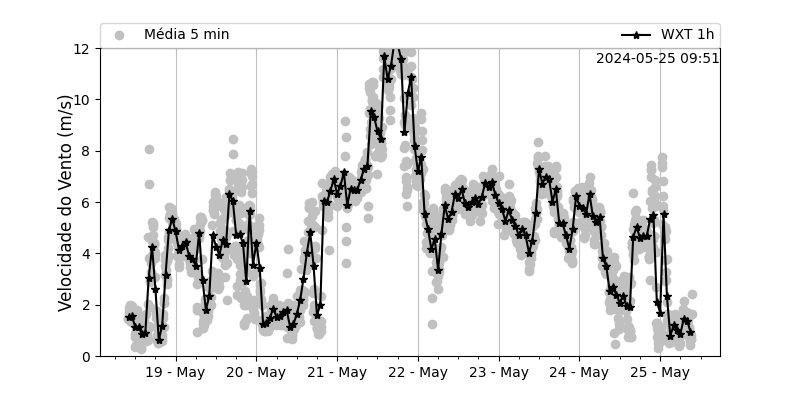 Média 5 min
WXT 1h
2024-05-25 09:51
Velocidade do Vento (m/s)
12
10
8
6
4
2
0
19 - May
20 - May
21 - May
22 - May
23 - May
24 - May
25 - May